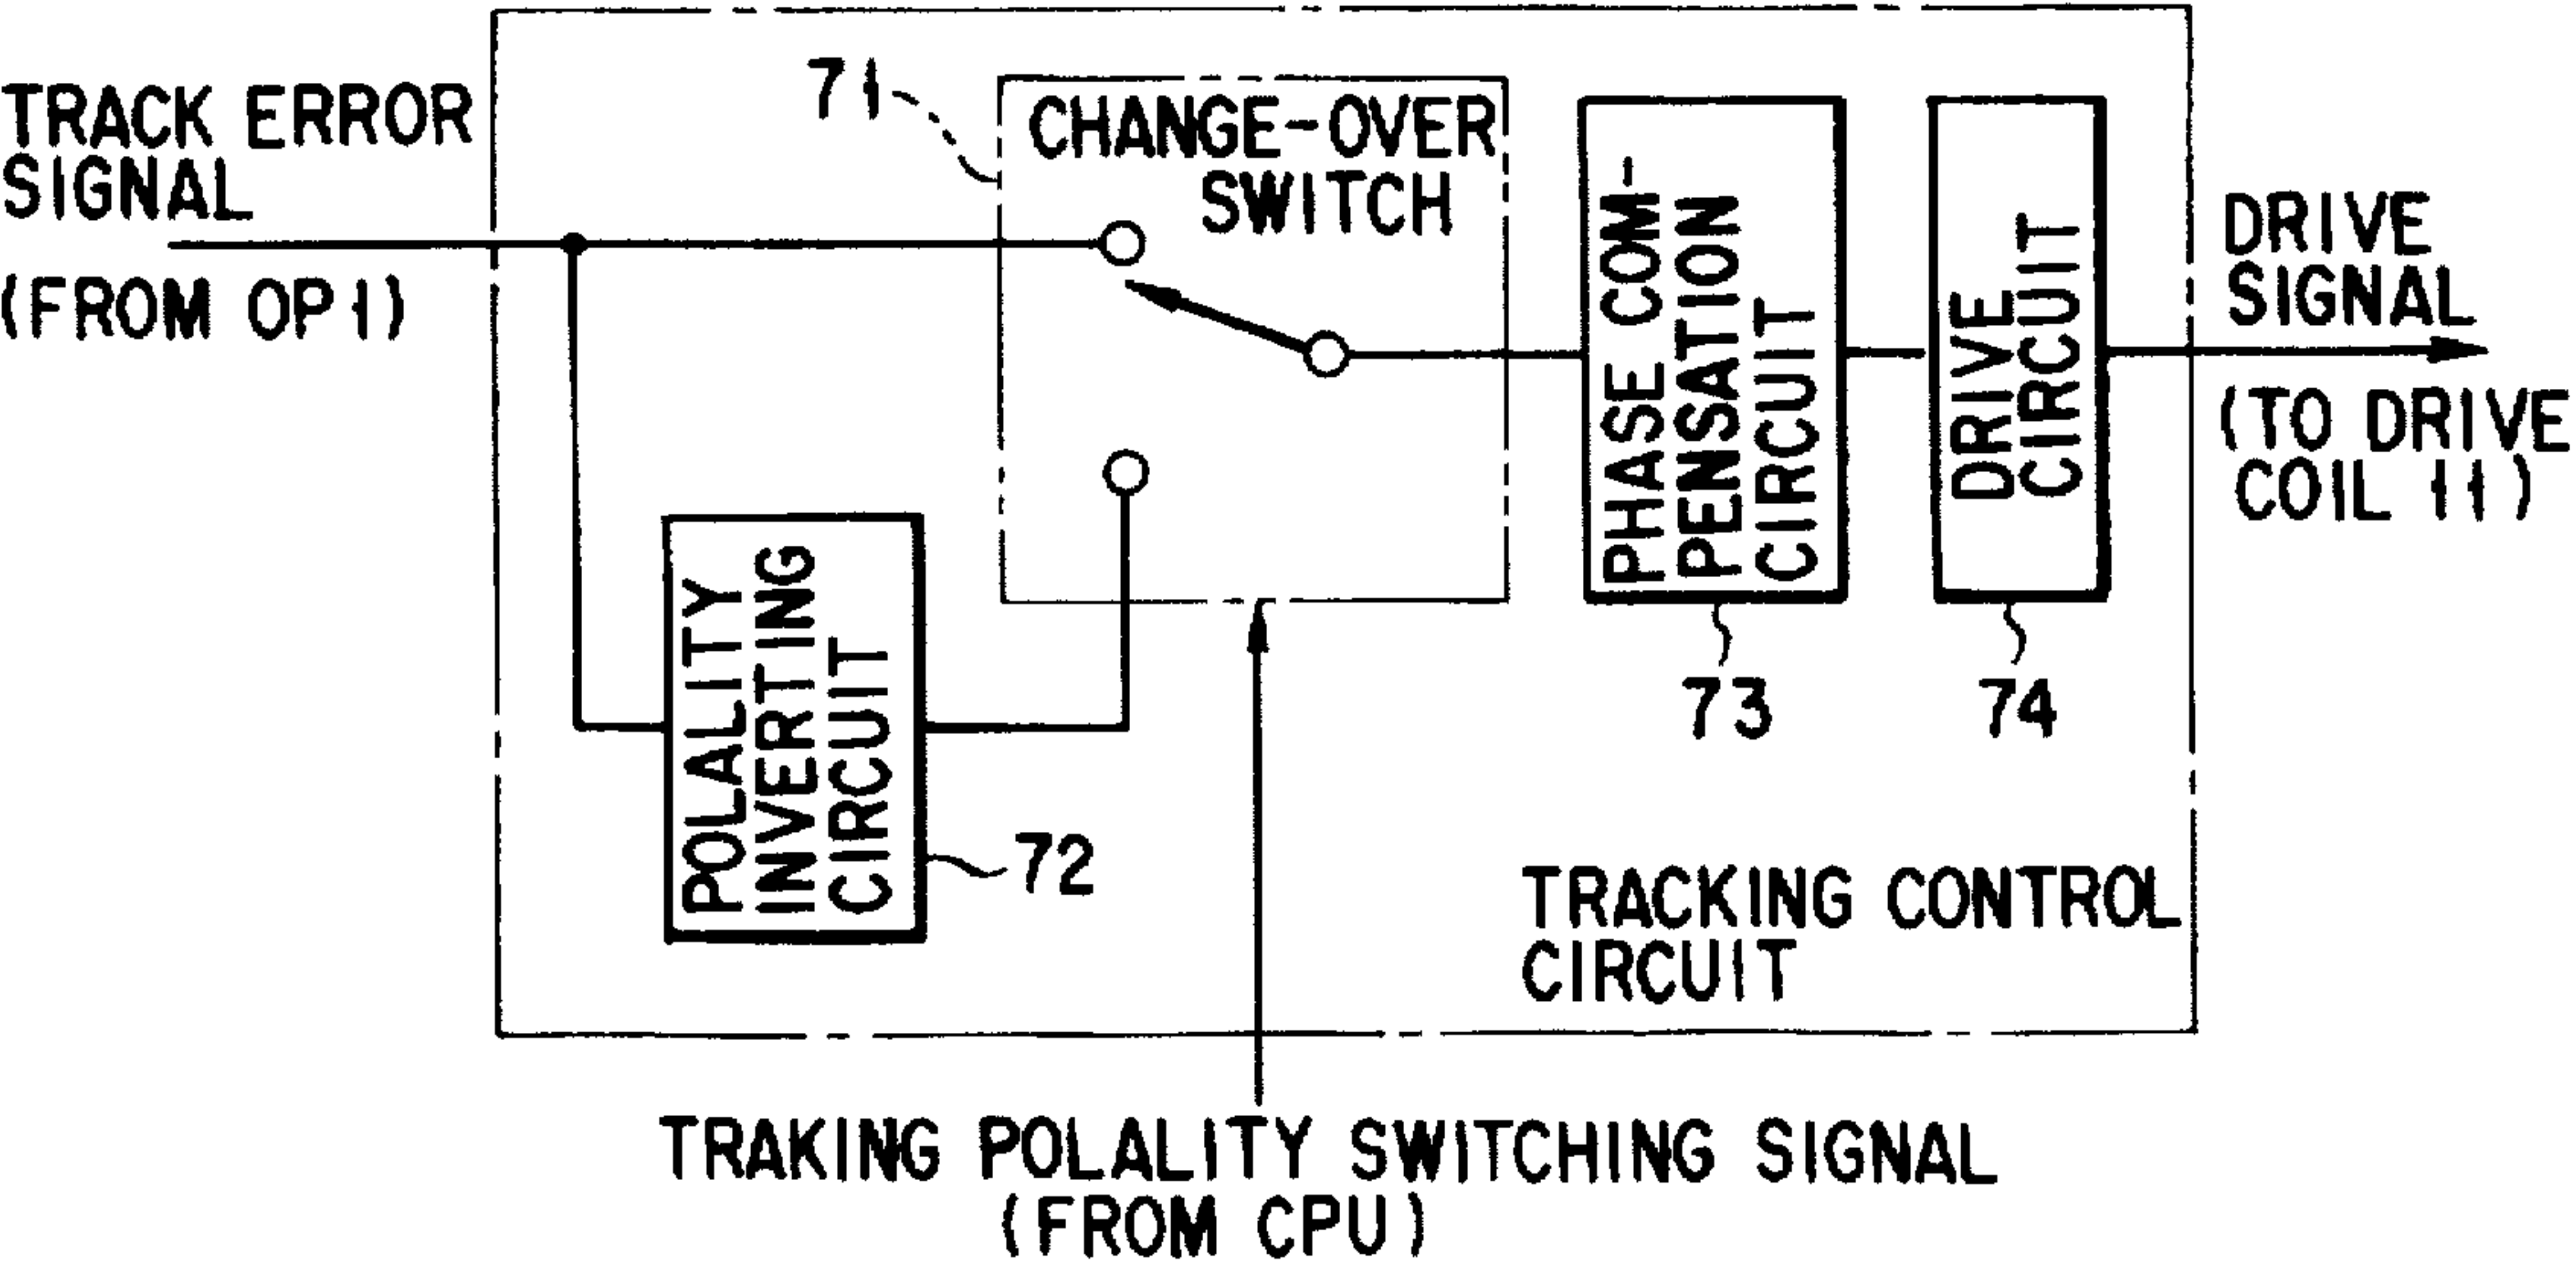 TRACK ERROR
SIGNAL
(FROM OP1)
71
CHANGE-OVER
SWITCH
POLALITY
INVERTING
CIRCUIT
72
PHASE COM-
PENSATION
CIRCUIT
73
DRIVE
CIRCUIT
74
DRIVE
SIGNAL
(TO DRIVE
COIL 11)
TRACKING CONTROL
CIRCUIT
TRAKING POLALITY SWITCHING SIGNAL
(FROM CPU)